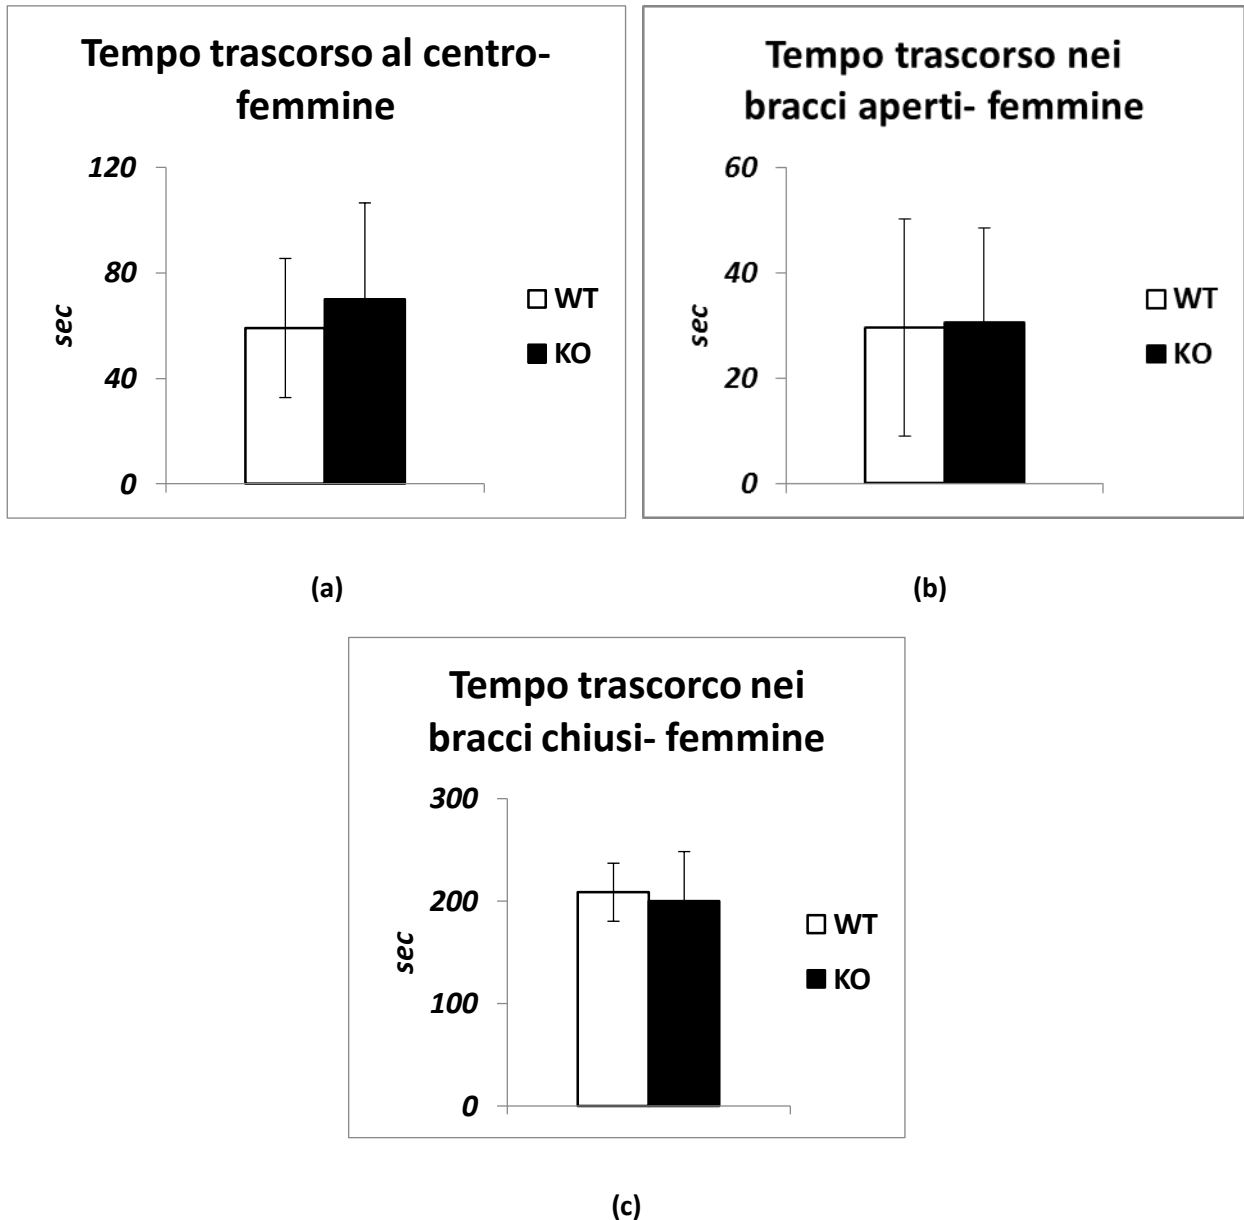 Tempo trascorso al centro-
femmine
120
80
40
0
sec
WT
KO
(a)
Tempo trascorso nei
bracci aperti- femmine
60
40
20
0
sec
WT
KO
(b)
Tempo trascorco nei
bracci chiusi- femmine
300
200
100
0
sec
WT
KO
(c)